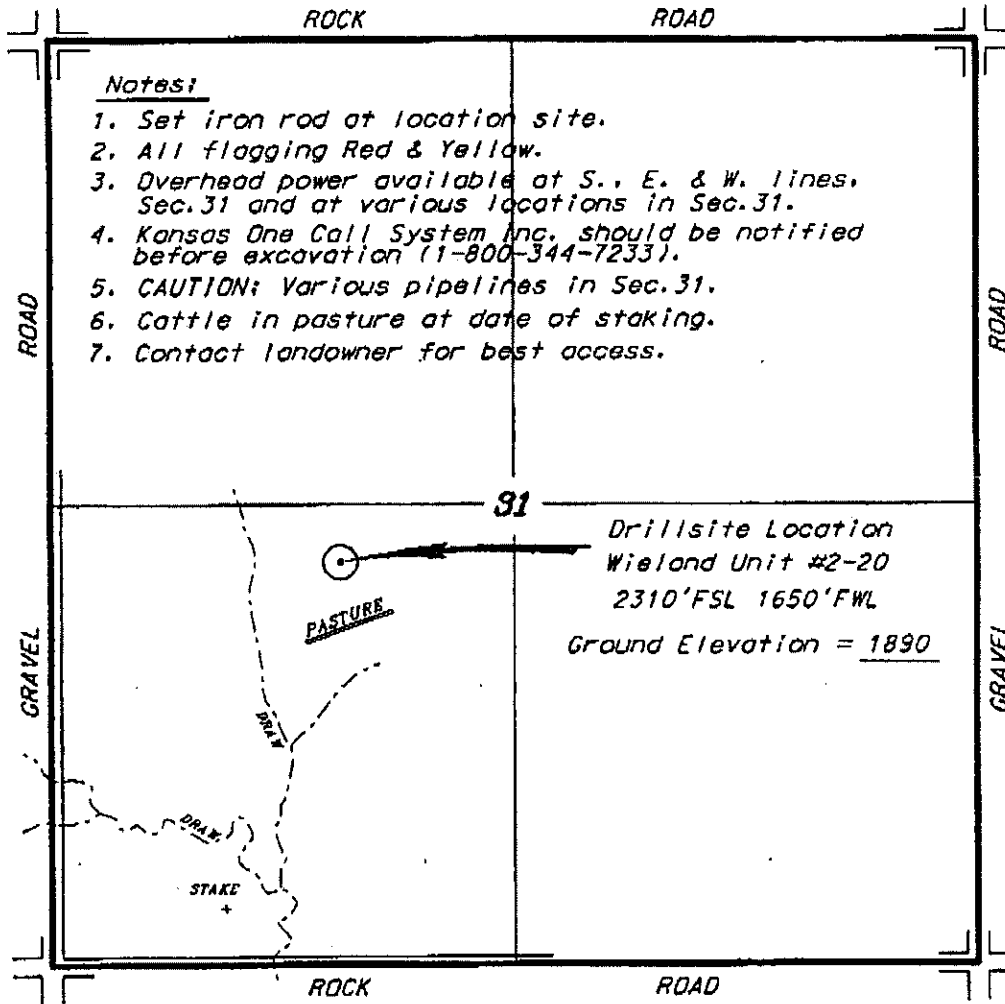 ROCK ROAD
Notes:
1. Set iron rod at location site.
2. All flagging Red & Yellow.
3. Overhead power available at S., E. & W. lines,
Sec.31 and at various locations in Sec.31.
4. Kansas One Call System Inc. should be notified
before excavation (1-800-344-7233).
5. CAUTION: Various pipelines in Sec.31.
6. Cattle in pasture at date of staking.
7. Contact landowner for best access.
ROAD
ROAD
31
Drillsite Location
Wieland Unit #2-20
2310'FSL 1650'FWL
Ground Elevation = 1890
PASTURE
GRAVEL
GRAVEL
DRAW
DRAW
STAKE
ROCK ROAD